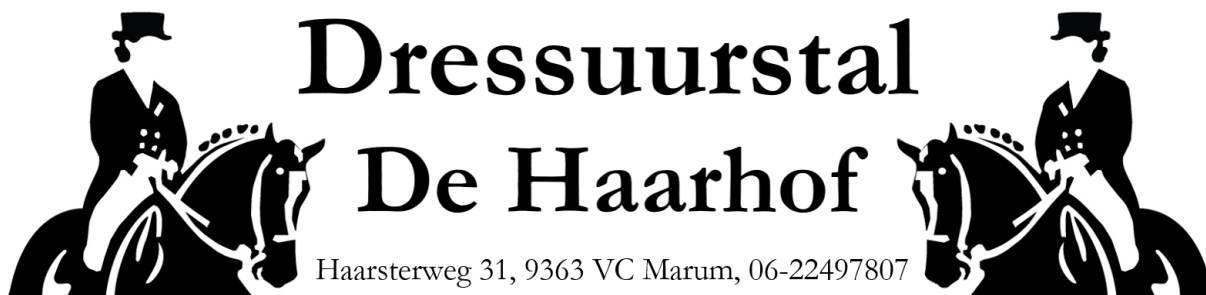 Dressuurstal
De Haarhof
Haarsterweg 31, 9363 VC Marum, 06-22497807